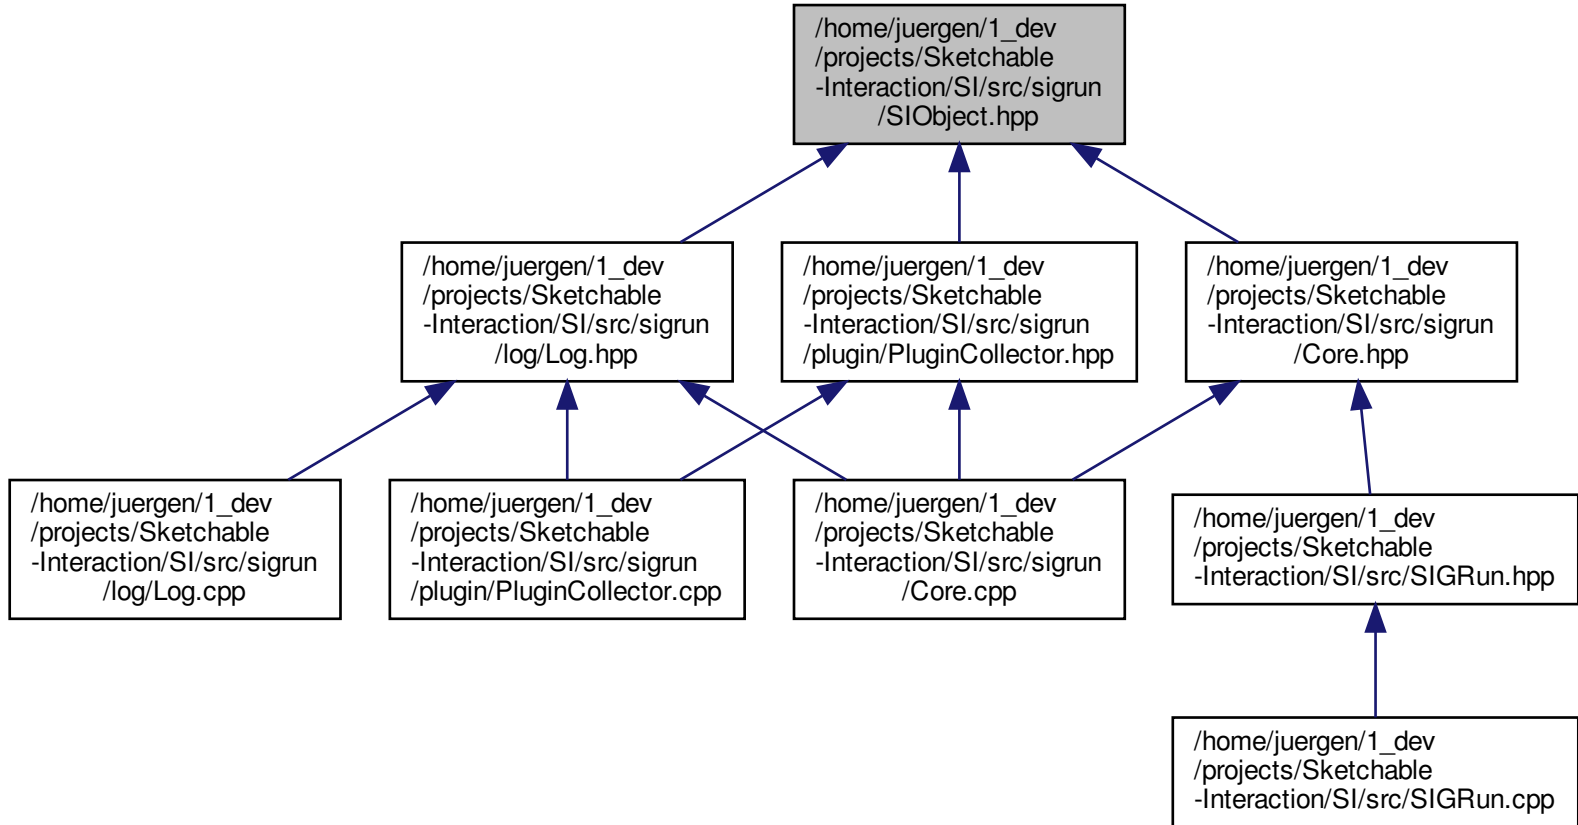 /home/juergen/1_dev
/projects/Sketchable
-Interaction/SI/src/sigrun
/SIObject.hpp
/home/juergen/1_dev
/projects/Sketchable
-Interaction/SI/src/sigrun
/log/Log.hpp
/home/juergen/1_dev
/projects/Sketchable
-Interaction/SI/src/sigrun
/plugin/PluginCollector.hpp
/home/juergen/1_dev
/projects/Sketchable
-Interaction/SI/src/sigrun
/Core.hpp
/home/juergen/1_dev
/projects/Sketchable
-Interaction/SI/src/sigrun
/log/Log.cpp
/home/juergen/1_dev
/projects/Sketchable
-Interaction/SI/src/sigrun
/plugin/PluginCollector.cpp
/home/juergen/1_dev
/projects/Sketchable
-Interaction/SI/src/sigrun
/Core.cpp
/home/juergen/1_dev
/projects/Sketchable
-Interaction/SI/src/SIGRun.hpp
/home/juergen/1_dev
/projects/Sketchable
-Interaction/SI/src/SIGRun.cpp